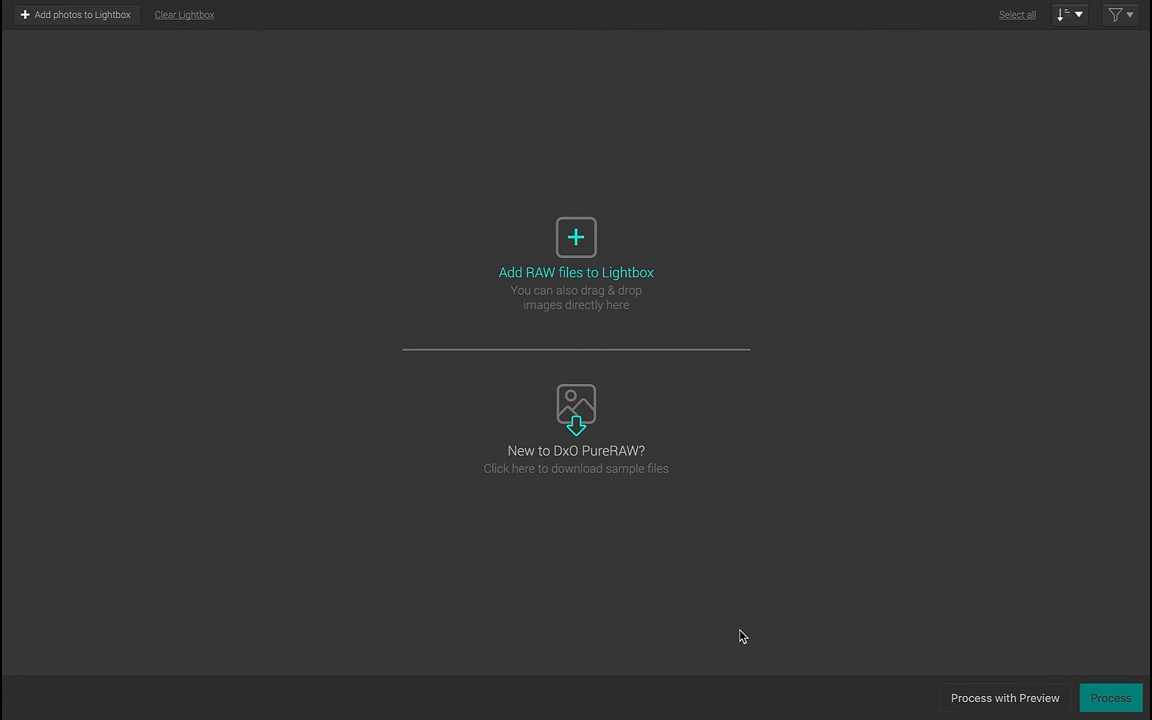 Add photos to Lightbox
Clear Lightbox
Select all
Add RAW files to Lightbox
You can also drag & drop
images directly here
New to DxO PureRAW?
Click here to download sample files
Process with Preview
Process